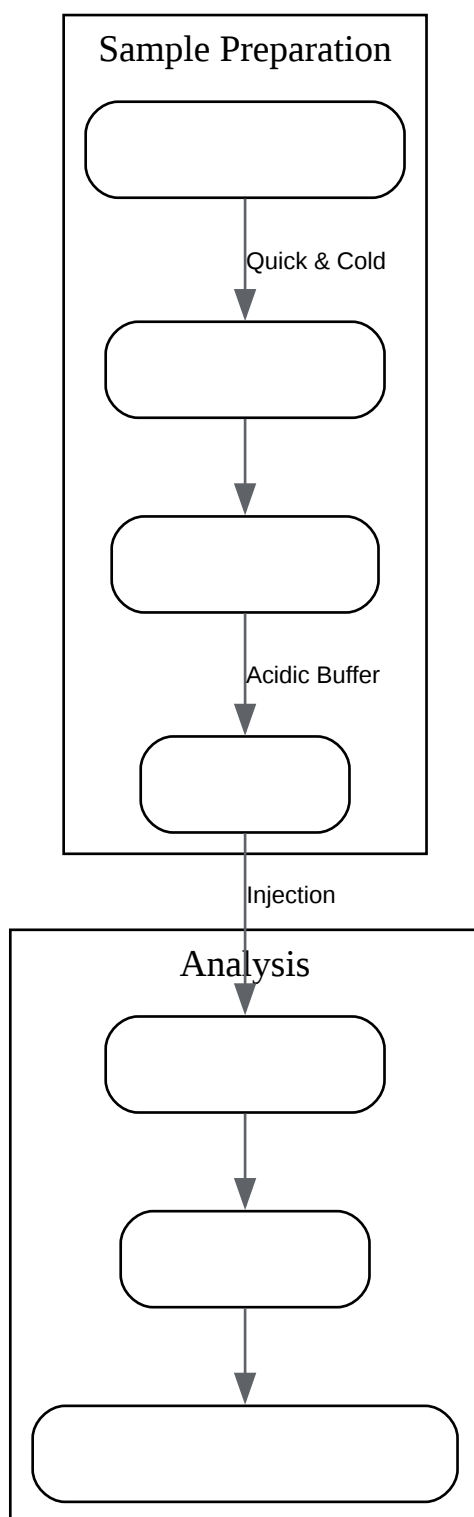 Sample Preparation
Quick & Cold
Acidic Buffer
Injection
Analysis